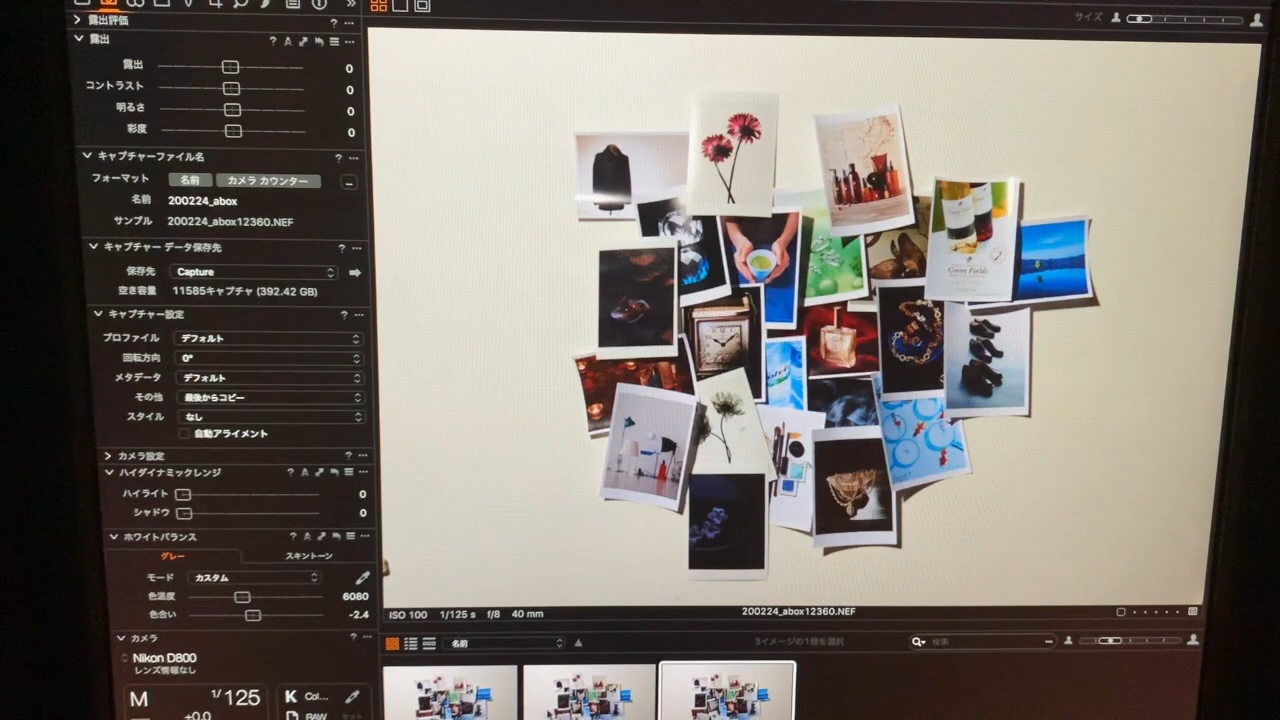 サイズ
露出評価
露出
露出 0
コントラスト 0
明るさ 0
彩度 0
キャプチャーファイル名
フォーマット 名前 カメラ カウンター
名前 200224_abox
サンプル 200224_abox12360.NEF
キャプチャー データ保存先
保存先 Capture
空き容量 11585キャプチャ (392.42 GB)
キャプチャー設定
プロファイル デフォルト
回転方向 0°
メタデータ デフォルト
その他 最後からコピー
スタイル なし
自動アライメント
カメラ設定
ハイダイナミックレンジ
ハイライト 0
シャドウ 0
ホワイトバランス
グレー スキントーン
モード カスタム
色温度 6080
色合い -2.4
カメラ
Nikon D800
レンズ情報なし
M 1/125 K Col...
±0.0 RAW
Green Fields
ISO 100 1/125 s f/8 40 mm 200224_abox12360.NEF
名前 3イメージの1個を選択 検索